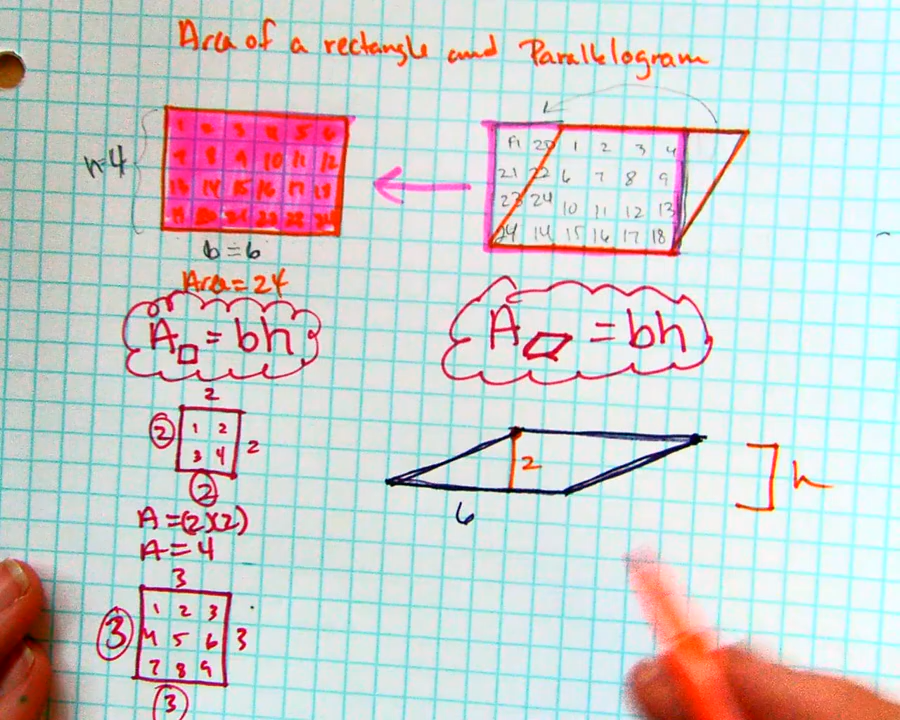 Area of a rectangle and Parallelogram
1 2 3 4 5 6
7 8 9 10 11 12
13 14 15 16 17 18
19 20 21 22 23 24
h=4
b=6
Area=24
19 20 1 2 3 4
21 22 6 7 8 9
23 24 10 11 12 13
24 14 15 16 17 18
A□=bh
A▱=bh
2
② 1 2 2
3 4
②
A=(2)(2)
A=4
3
1 2 3
③ 4 5 6 3
7 8 9
③
2
6
h